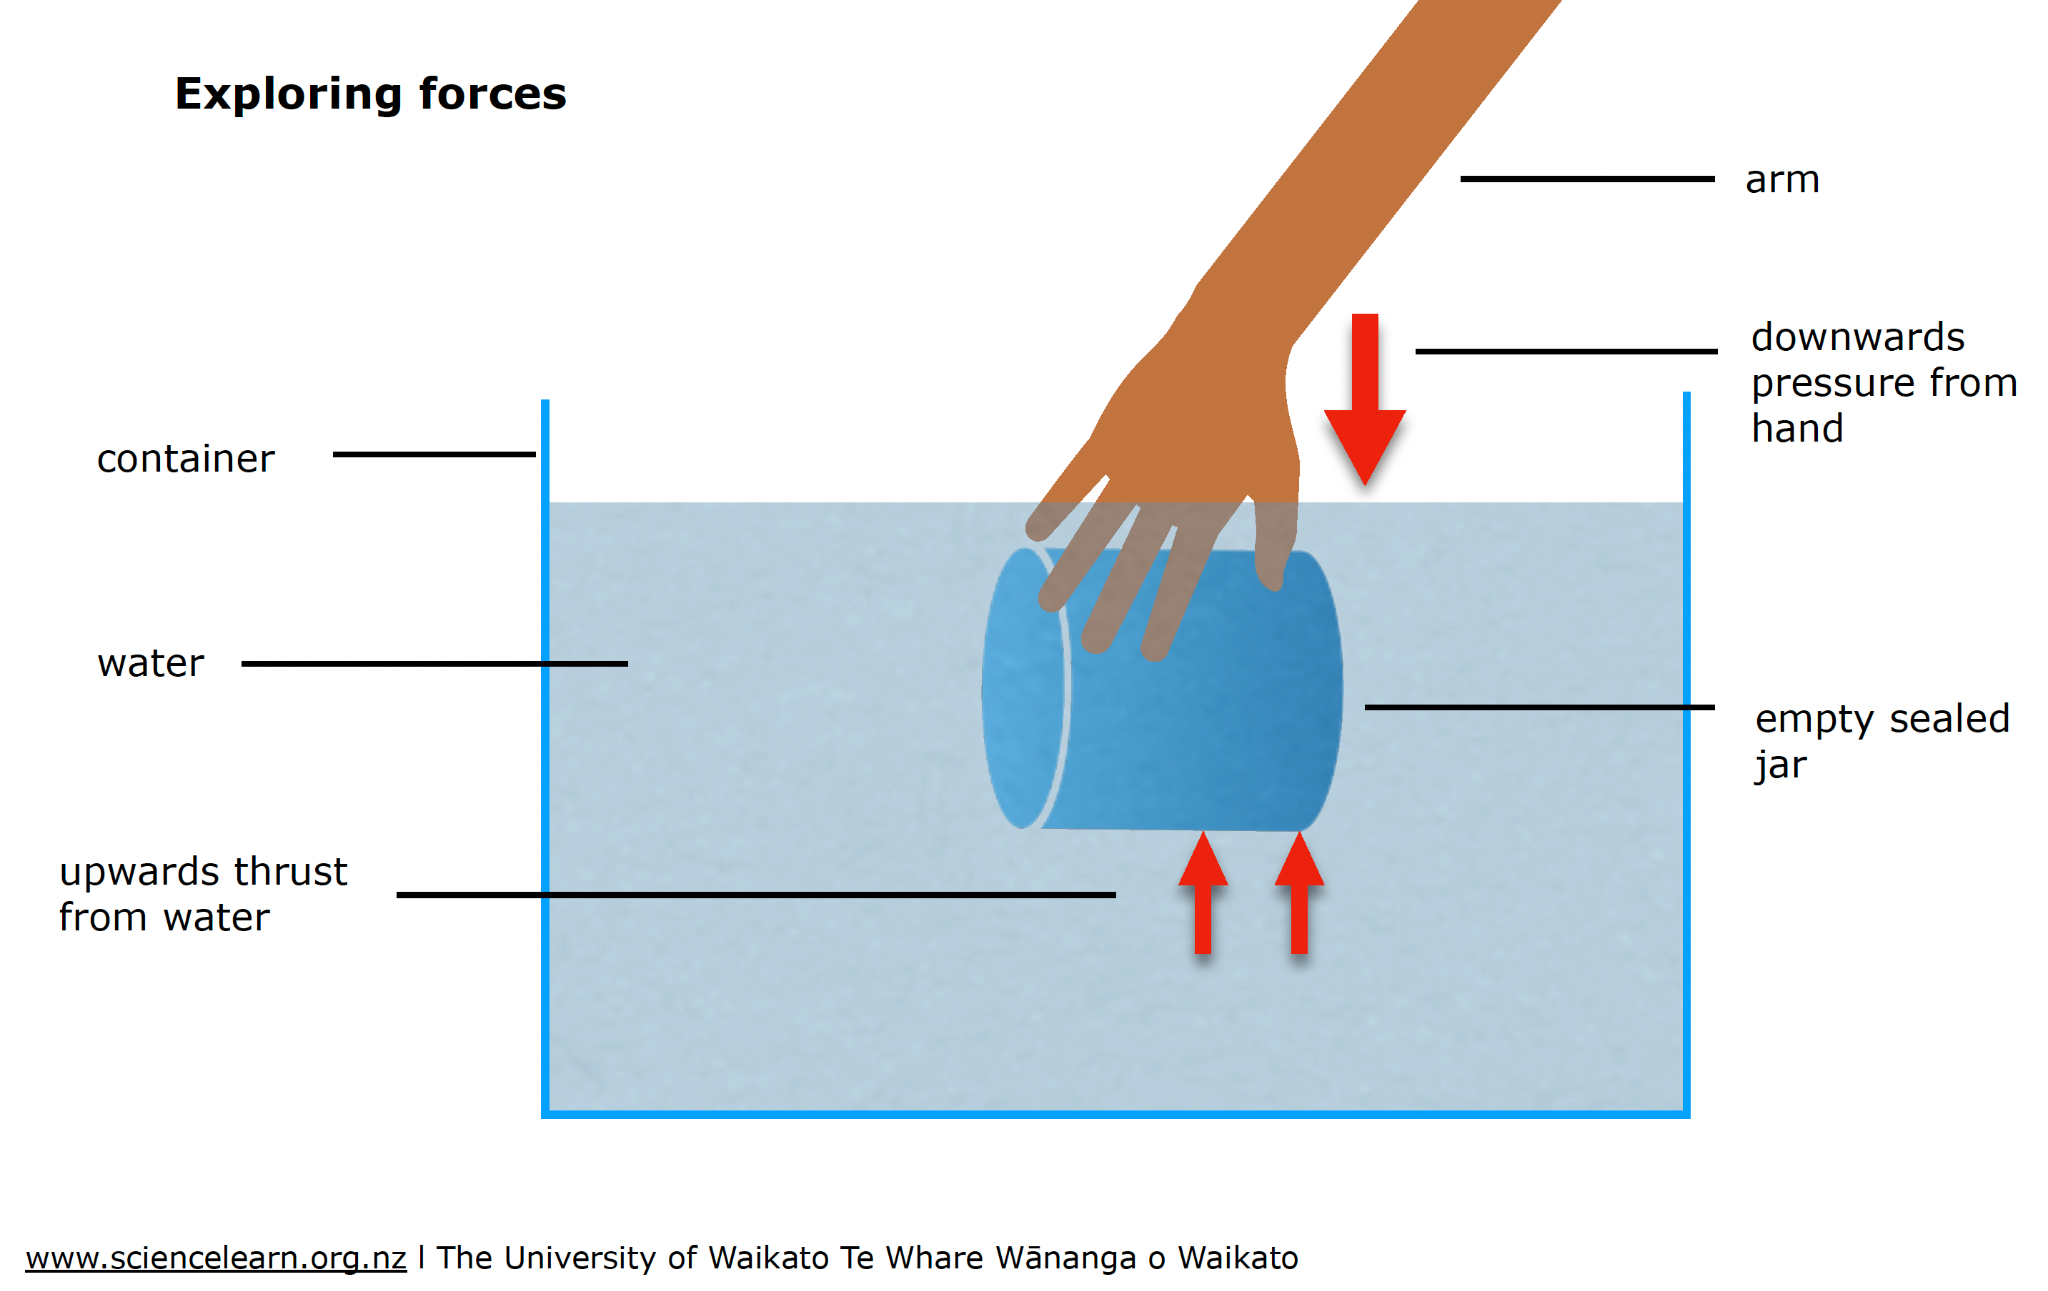 Exploring forces
arm
downwards
pressure from
hand
container
water
empty sealed
jar
upwards thrust
from water
www.sciencelearn.org.nz l The University of Waikato Te Whare Wānanga o Waikato